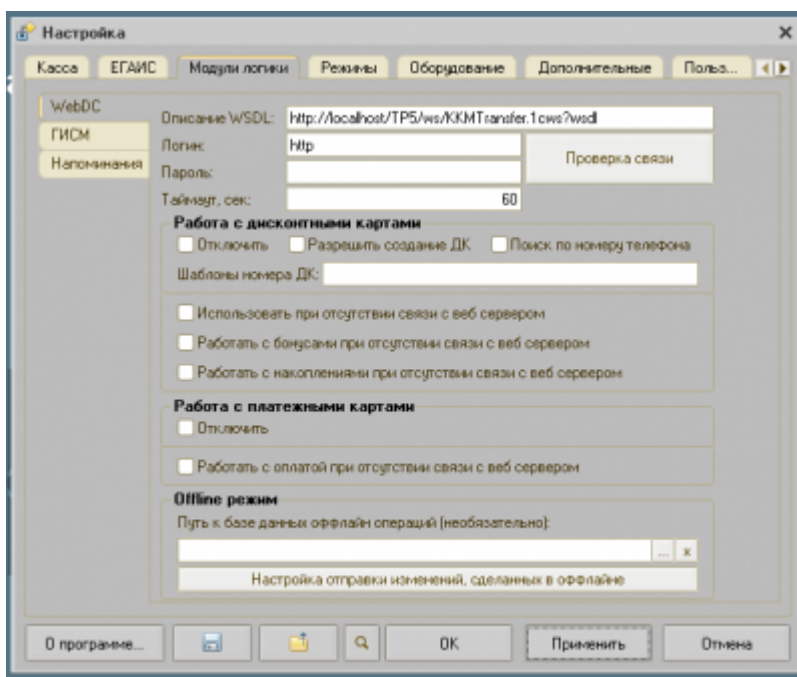 Настройка
Касса ЕГАИС Модули логики Режимы Оборудование Дополнительные Польз...
WebDC
ГИСМ
Напоминания
Описание WSDL: http://localhost/TP5/ws/KKMTransfer.1cws?wsdl
Логин: http
Проверка связи
Пароль:
Таймаут, сек: 60
Работа с дисконтными картами
Отключить Разрешить создание ДК Поиск по номеру телефона
Шаблоны номера ДК:
Использовать при отсутствии связи с веб сервером
Работать с бонусами при отсутствии связи с веб сервером
Работать с накоплениями при отсутствии связи с веб сервером
Работа с платежными картами
Отключить
Работать с оплатой при отсутствии связи с веб сервером
Offline режим
Путь к базе данных оффлайн операций (необязательно):
... x
Настройка отправки изменений, сделанных в оффлайне
О программе... OK Применить Отмена